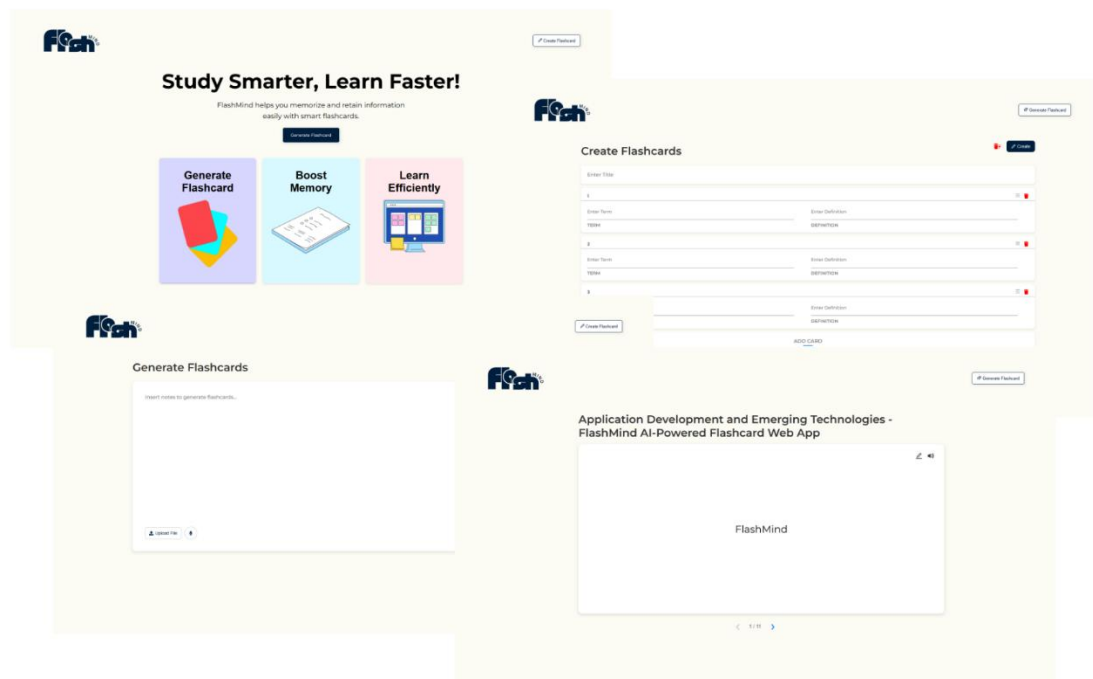 Flash MIND
Create Flashcard
Study Smarter, Learn Faster!
FlashMind helps you memorize and retain information
easily with smart flashcards.
Generate Flashcard
Generate
Flashcard
Boost
Memory
Learn
Efficiently
Flash MIND
Generate Flashcard
Create Flashcards
Create
Enter Title
1
Enter Term
Enter Definition
TERM
DEFINITION
2
Enter Term
Enter Definition
TERM
DEFINITION
3
Enter Definition
DEFINITION
ADD CARD
Flash MIND
Create Flashcard
Generate Flashcards
Insert notes to generate flashcards...
Upload File
Flash MIND
Generate Flashcard
Application Development and Emerging Technologies -
FlashMind AI-Powered Flashcard Web App
FlashMind